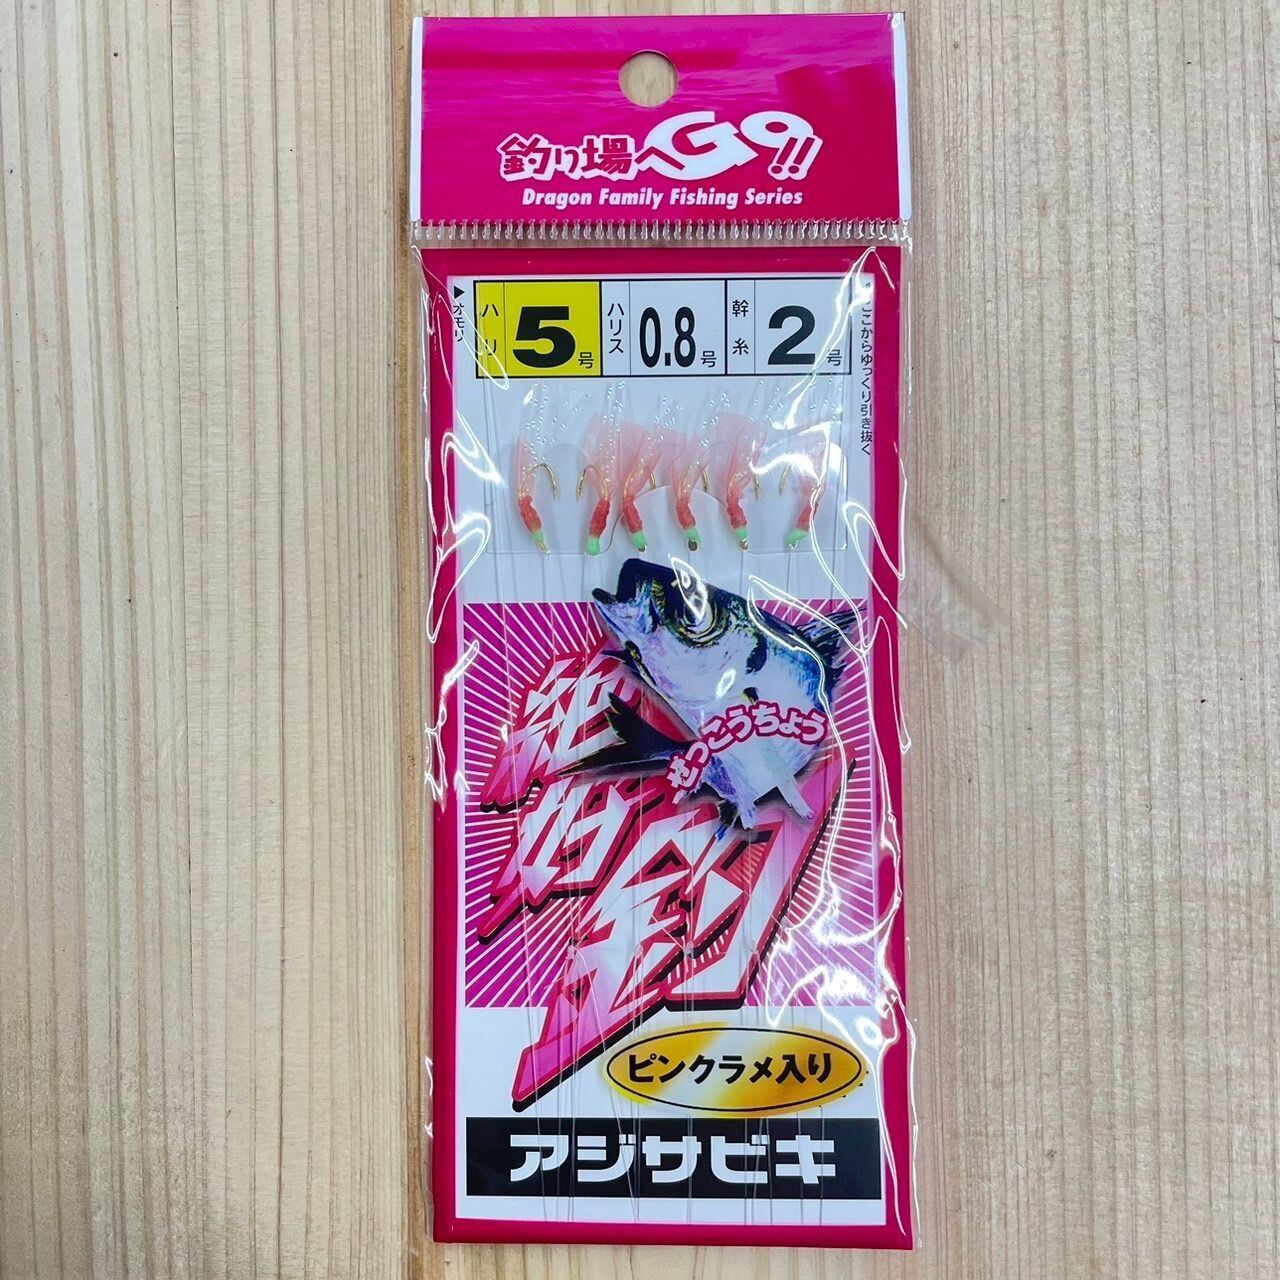 釣り場へGO!!
Dragon Family Fishing Series
▶オモリ
ハリ 5号
ハリス 0.8号
幹糸 2号
ここからゆっくり引き抜く
ぜっこうちょう
絶好釣
ピンクラメ入り
アジサビキ